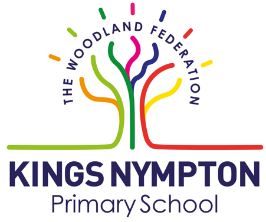 THE WOODLAND FEDERATION
KINGS NYMPTON
Primary School